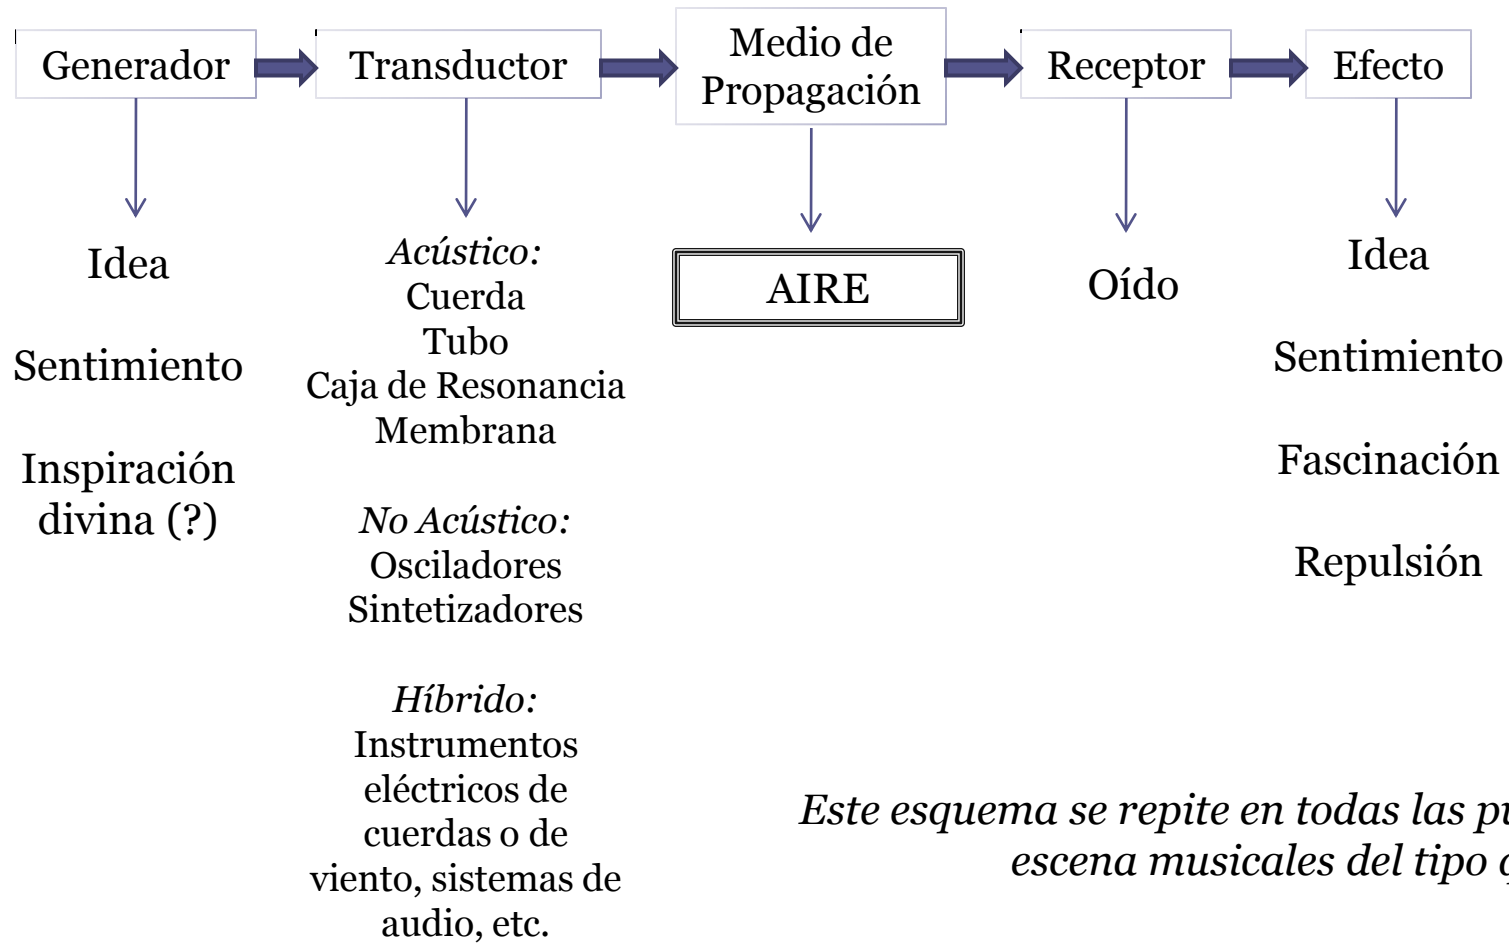 Generador
Transductor
Medio de
Propagación
Receptor
Efecto
Idea
Sentimiento
Inspiración
divina (?)
Acústico:
Cuerda
Tubo
Caja de Resonancia
Membrana
No Acústico:
Osciladores
Sintetizadores
Híbrido:
Instrumentos
eléctricos de
cuerdas o de
viento, sistemas de
audio, etc.
AIRE
Oído
Idea
Sentimiento
Fascinación
Repulsión
Este esquema se repite en todas las
escena musicales del tipo